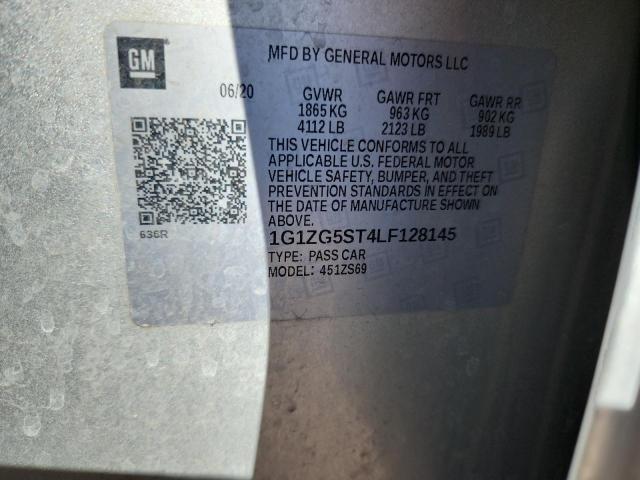 GM
MFD BY GENERAL MOTORS LLC
06/20 GVWR GAWR FRT GAWR RR
1865 KG 963 KG 902 KG
4112 LB 2123 LB 1989 LB
THIS VEHICLE CONFORMS TO ALL
APPLICABLE U.S. FEDERAL MOTOR
VEHICLE SAFETY, BUMPER, AND THEFT
PREVENTION STANDARDS IN EFFECT ON
THE DATE OF MANUFACTURE SHOWN
ABOVE.
636R
1G1ZG5ST4LF128145
TYPE: PASS CAR
MODEL: 451ZS69